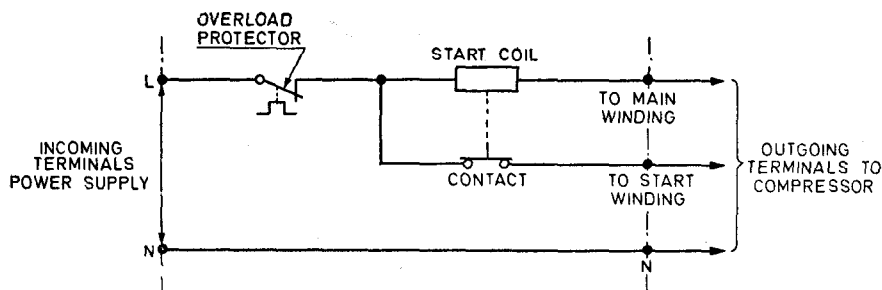 OVERLOAD
PROTECTOR
START COIL
L
TO MAIN
WINDING
INCOMING
TERMINALS
POWER SUPPLY
OUTGOING
TERMINALS TO
COMPRESSOR
CONTACT
TO START
WINDING
N
N